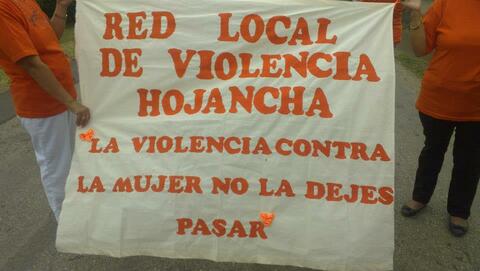 RED LOCAL
DE VIOLENCIA
HOJANCHA
LA VIOLENCIA CONTRA
LA MUJER NO LA DEJES
PASAR